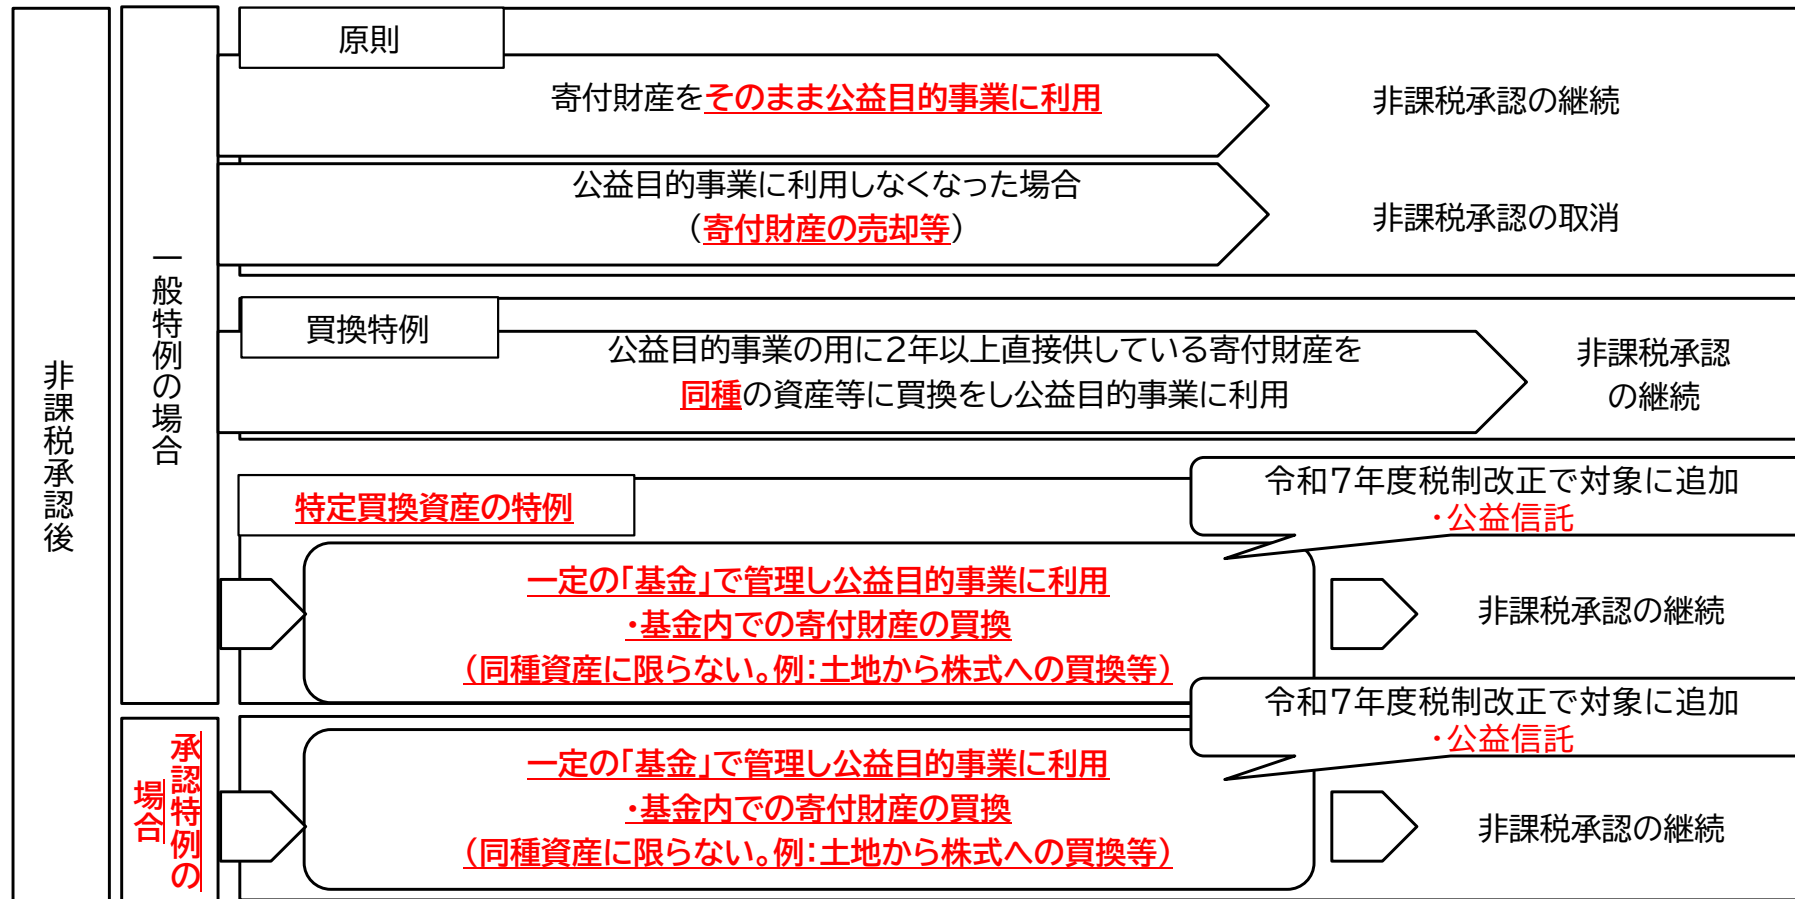 非課税承認後
一般特例の場合
原則
寄付財産をそのまま公益目的事業に利用
非課税承認の継続
公益目的事業に利用しなくなった場合
（寄付財産の売却等）
非課税承認の取消
買換特例
公益目的事業の用に２年以上直接供している寄付財産を
同種の資産等に買換をし公益目的事業に利用
非課税承認
の継続
特定買換資産の特例
令和７年度税制改正で対象に追加
・公益信託
一定の「基金」で管理し公益目的事業に利用
・基金内での寄付財産の買換
（同種資産に限らない。例：土地から株式への買換等）
非課税承認の継続
承認特例の
場合
令和７年度税制改正で対象に追加
・公益信託
一定の「基金」で管理し公益目的事業に利用
・基金内での寄付財産の買換
（同種資産に限らない。例：土地から株式への買換等）
非課税承認の継続